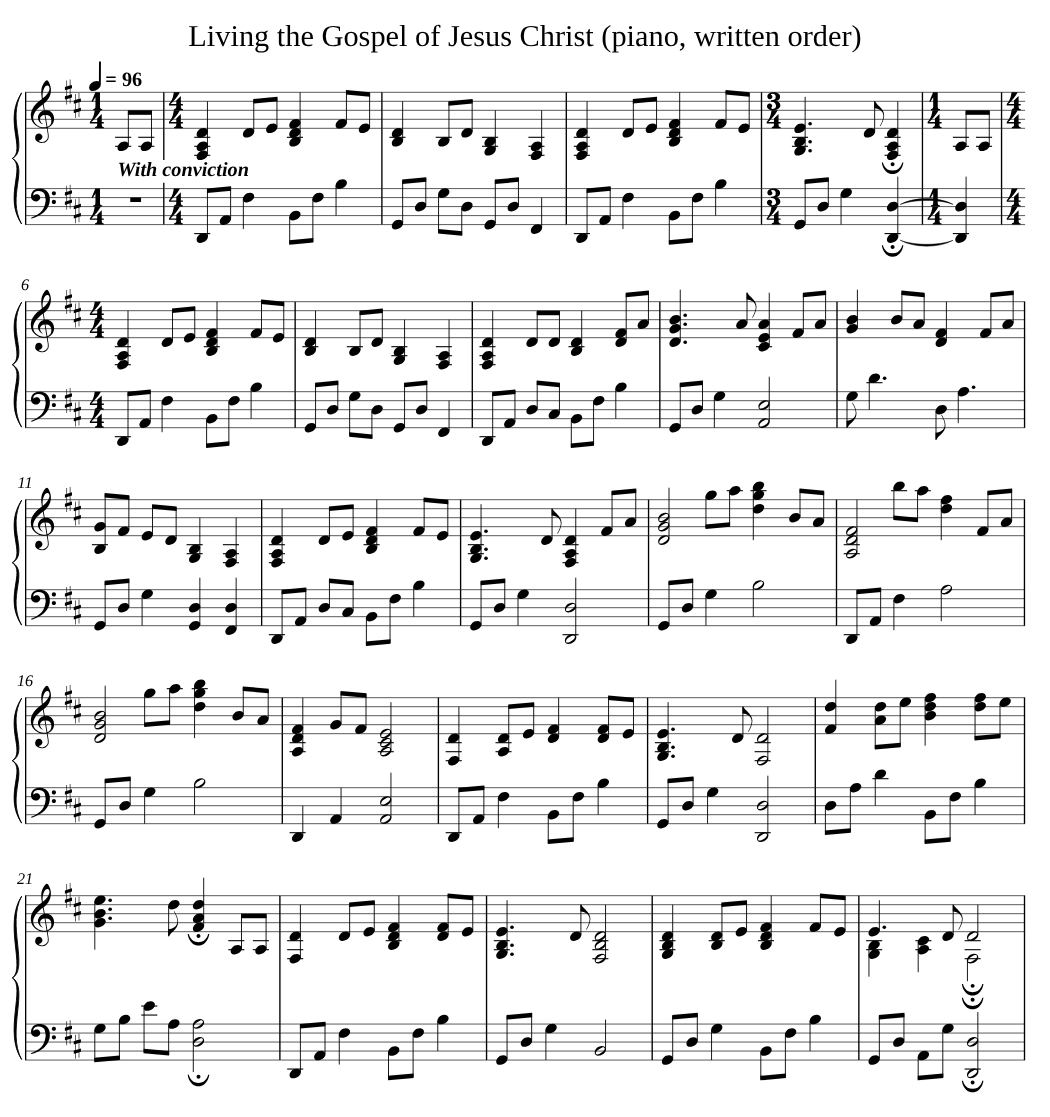 Living the Gospel of Jesus Christ (piano, written order)
= 96
With conviction
6
11
16
21